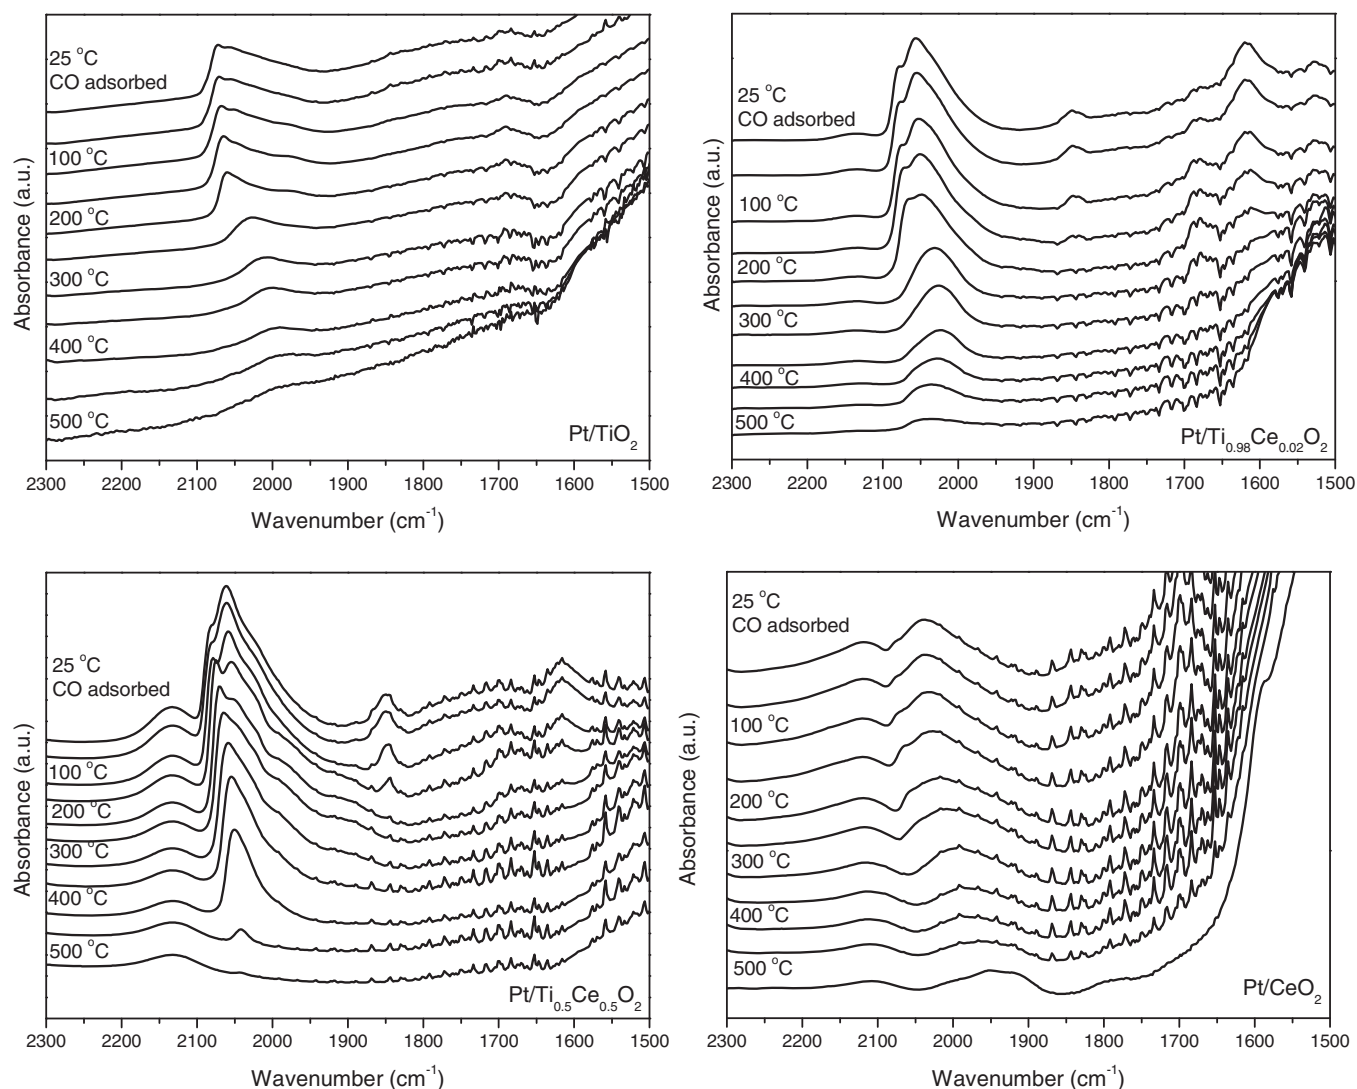 25 °C
CO adsorbed
100 °C
200 °C
300 °C
400 °C
500 °C
Pt/TiO₂
Absorbance (a.u.)
2300 2200 2100 2000 1900 1800 1700 1600 1500
Wavenumber (cm⁻¹)
25 °C
CO adsorbed
100 °C
200 °C
300 °C
400 °C
500 °C
Pt/Ti₀.₉₈Ce₀.₀₂O₂
Absorbance (a.u.)
2300 2200 2100 2000 1900 1800 1700 1600 1500
Wavenumber (cm⁻¹)
25 °C
CO adsorbed
100 °C
200 °C
300 °C
400 °C
500 °C
Pt/Ti₀.₅Ce₀.₅O₂
Absorbance (a.u.)
2300 2200 2100 2000 1900 1800 1700 1600 1500
Wavenumber (cm⁻¹)
25 °C
CO adsorbed
100 °C
200 °C
300 °C
400 °C
500 °C
Pt/CeO₂
Absorbance (a.u.)
2300 2200 2100 2000 1900 1800 1700 1600 1500
Wavenumber (cm⁻¹)